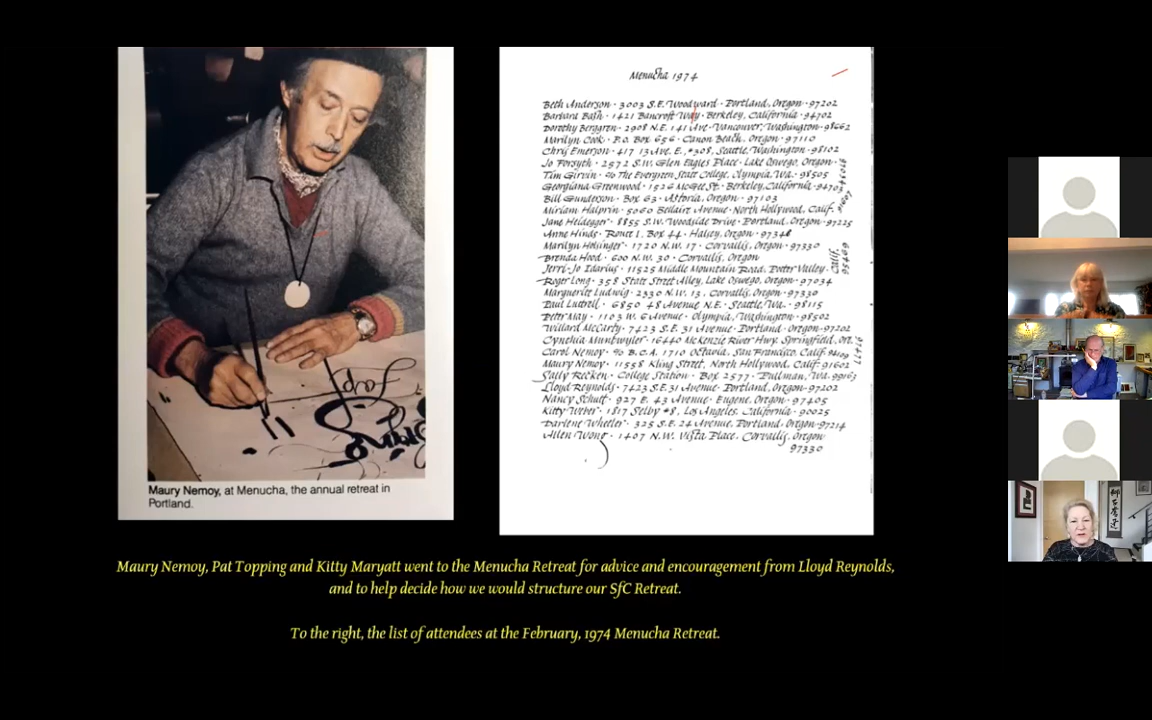 Maury Nemoy, at Menucha, the annual retreat in
Portland.
Menucha 1974
Beth Anderson · 3003 S.E. Woodward · Portland, Oregon · 97202
Barbara Bash · 1421 Bancroft Way · Berkeley, California · 94702
Dorothy Berggren · 2908 N.E. 141 Ave · Vancouver, Washington · 98662
Marilyn Cook · P.O. Box 656 · Canon Beach, Oregon · 97110
Chris Emerson · 417 13 Ave. E., #308, Seattle, Washington · 98102
Jo Forsyth · 2572 S.W. Glen Eagles Place · Lake Oswego, Oregon ·
Tim Girvin · c/o The Evergreen State College, Olympia, Wa. · 98505
Georgiana Greenwood · 1526 McGee St. · Berkeley, California · 94703
Bill Gunderson · Box 63 · Astoria, Oregon · 97103
Miriam Halprin · 5060 Bellaire Avenue · North Hollywood, Calif.
Jane Heidegger · 8855 S.W. Woodside Drive · Portland, Oregon · 97225
Anne Hinds · Route 1, Box 44 · Halsey, Oregon · 97348
Marilyn Holsinger · 1720 N.W. 17 · Corvallis, Oregon · 97330
Brenda Hood · 600 N.W. 30 · Corvallis, Oregon
Jerry-Jo Idarius · 11525 Middle Mountain Road, Potter Valley, Calif. 95469
Roger Long · 358 State Street Alley, Lake Oswego, Oregon · 97034
Marguerite Ludwig · 2330 N.W. 13, Corvallis, Oregon · 97330
Paul Luttrell · 6850 48 Avenue N.E. · Seattle, Wa. · 98115
Peter May · 1103 W. 6 Avenue · Olympia, Washington · 98502
Willard McCarty · 7423 S.E. 31 Avenue · Portland · Oregon · 97202
Cynthia Muntwyler · 16440 McKenzie River Hwy. Springfield, Ore. 97477
Carol Nemoy · % B.C.A. 1710 Octavia, San Francisco, Calif. 94109
Maury Nemoy · 11558 Kling Street, North Hollywood, Calif. 91602
Sally Ricken · College Station · Box 2577 · Pullman, Wa. 99163
Lloyd Reynolds · 7423 S.E. 31 Avenue · Portland, Oregon · 97202
Nancy Schutt · 927 E. 43 Avenue · Eugene, Oregon · 97405
Kitty Weber · 1817 Selby #8, Los Angeles, California · 90025
Darlene Wheeler · 325 S.E. 24 Avenue, Portland, Oregon · 97214
Allen Wong · 1407 N.W. Vista Place, Corvallis, Oregon
97330
Maury Nemoy, Pat Topping and Kitty Maryatt went to the Menucha Retreat for advice and encouragement from Lloyd Reynolds,
and to help decide how we would structure our SfC Retreat.
To the right, the list of attendees at the February, 1974 Menucha Retreat.